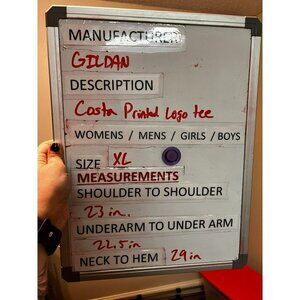 MANUFACTURER
GILDAN
DESCRIPTION
Costa Printed Logo tee
WOMENS / MENS / GIRLS / BOYS
SIZE XL
MEASUREMENTS
SHOULDER TO SHOULDER
23 in.
UNDERARM TO UNDER ARM
22.5 in
NECK TO HEM 29 in